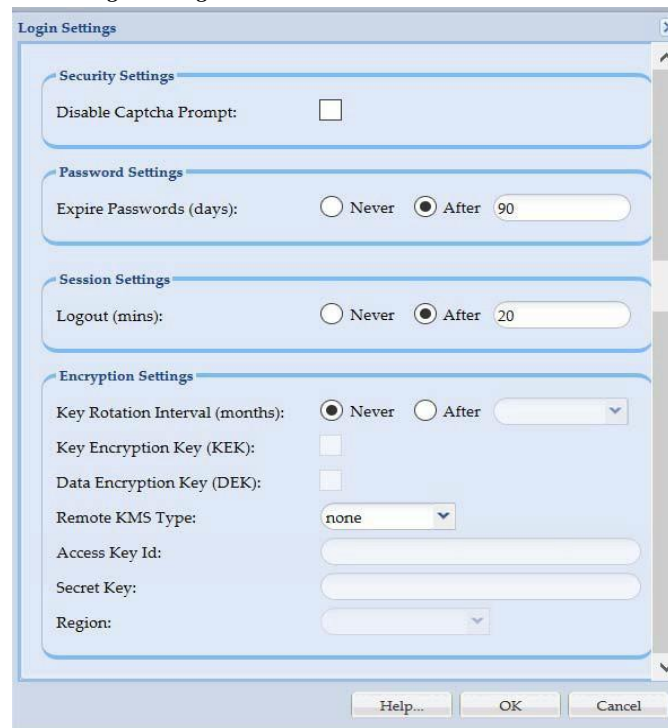 Login Settings
Security Settings
Disable Captcha Prompt:
Password Settings
Expire Passwords (days): Never After 90
Session Settings
Logout (mins): Never After 20
Encryption Settings
Key Rotation Interval (months): Never After
Key Encryption Key (KEK):
Data Encryption Key (DEK):
Remote KMS Type: none
Access Key Id:
Secret Key:
Region:
Help... OK Cancel